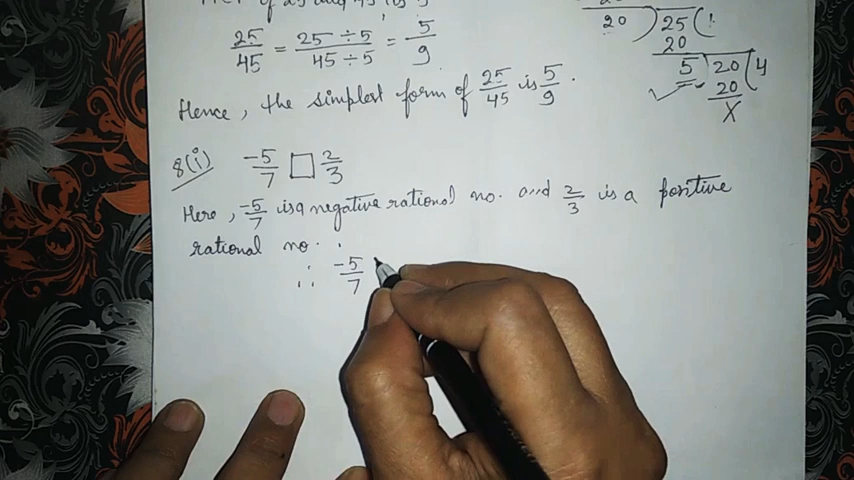 25/45 = 25 ÷ 5/45 ÷ 5 = 5/9
Hence, the simplest form of 25/45 is 5/9.
20 ) 25 (1
20
5 ) 20 (4
20
X
8(i) -5/7 □ 2/3
Here, -5/7 is a negative rational no. and 2/3 is a positive
rational no.
∴ -5/7